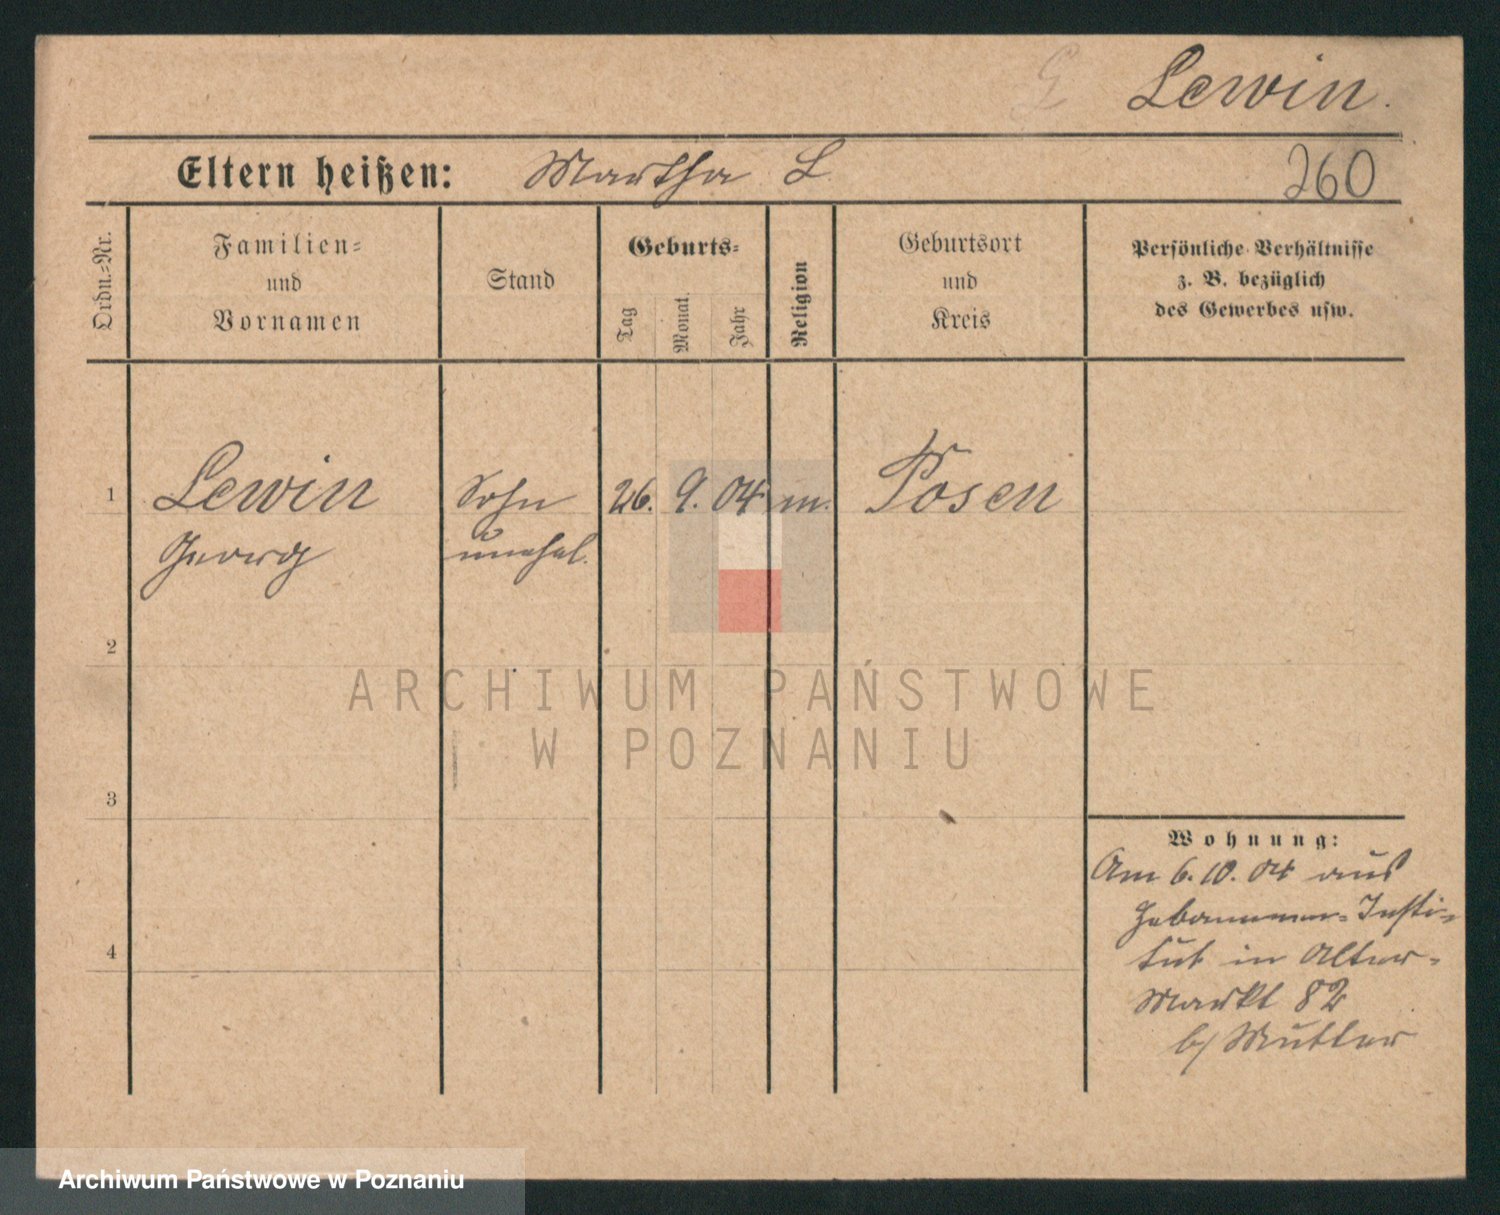 G Lewin.
Eltern heißen: Martha L. 260
Ordn.=Nr.
Familien=
und
Vornamen
Stand
Geburts=
Tag
Monat.
Jahr
Religion
Geburtsort
und
Kreis
Persönliche Verhältnisse
z. B. bezüglich
des Gewerbes usw.
1 Lewin Sohn 26. 9. 04 m. Posen
Georg unehel.
2
ARCHIWUM PAŃSTWOWE
W POZNANIU
3
Wohnung:
Am 6.10.04 aus
Hebammen=Insti=
tut in Alter=
4
Markt 82
b/ Mutter
Archiwum Państwowe w Poznaniu